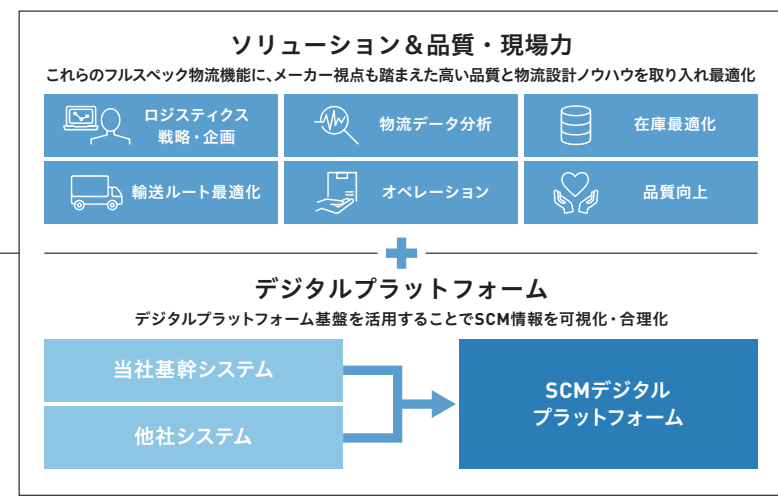 ソリューション＆品質・現場力
これらのフルスペック物流機能に、メーカー視点も踏まえた高い品質と物流設計ノウハウを取り入れ最適化
ロジスティクス
戦略・企画
物流データ分析
在庫最適化
輸送ルート最適化
オペレーション
品質向上
デジタルプラットフォーム
デジタルプラットフォーム基盤を活用することでSCM情報を可視化・合理化
当社基幹システム
他社システム
SCMデジタル
プラットフォーム